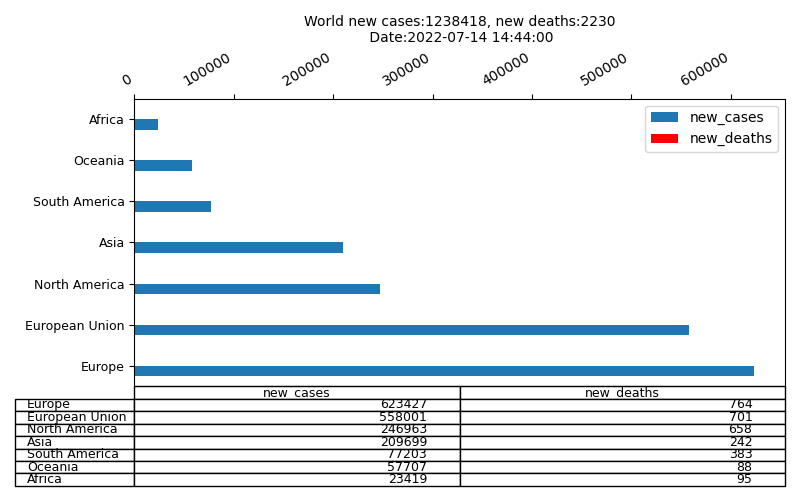 World new cases:1238418, new deaths:2230
Date:2022-07-14 14:44:00
0 100000 200000 300000 400000 500000 600000
new_cases
new_deaths
Africa
Oceania
South America
Asia
North America
European Union
Europe
new_cases new_deaths
Europe 623427 764
European Union 558001 701
North America 246963 658
Asia 209699 242
South America 77203 383
Oceania 57707 88
Africa 23419 95